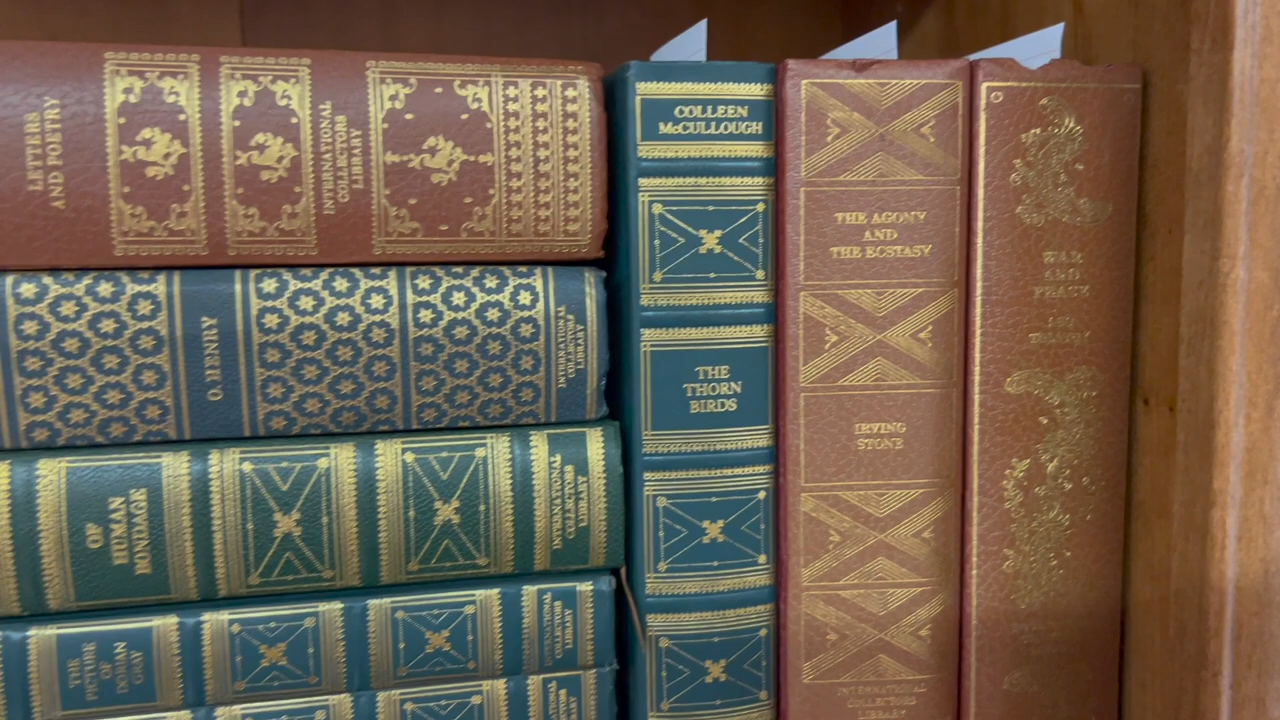 LETTERS
AND POETRY
INTERNATIONAL
COLLECTORS
LIBRARY
O. HENRY
INTERNATIONAL
COLLECTORS
LIBRARY
OF
HUMAN
BONDAGE
INTERNATIONAL
COLLECTORS
LIBRARY
THE
PICTURE
OF
DORIAN
GRAY
INTERNATIONAL
COLLECTORS
LIBRARY
COLLEEN
McCULLOUGH
THE
THORN
BIRDS
THE AGONY
AND
THE ECSTASY
IRVING
STONE
INTERNATIONAL
COLLECTORS
LIBRARY
WAR
AND
PEACE